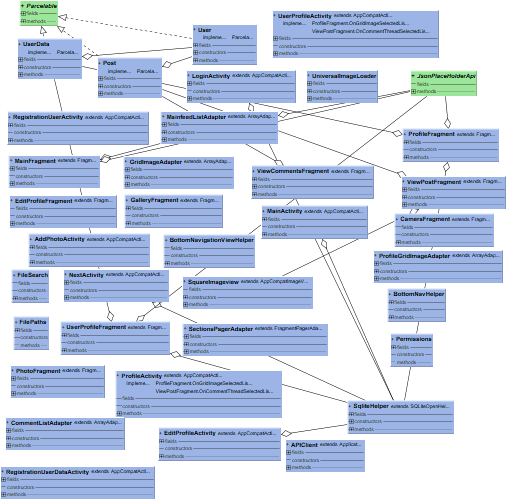 Parcelable
fields
methods
User
impleme... Parcela...
fields
constructors
methods
UserProfileActivity extends AppCompatActi...
impleme... ProfileFragment.OnGridImageSelectedLis...
ViewPostFragment.OnCommentThreadSelectedLis...
fields
methods
UserData
impleme... Parcela...
fields
constructors
methods
Post
impleme... Parcela...
fields
constructors
methods
LoginActivity extends AppCompatActi...
fields
constructors
methods
UniversalImageLoader
fields
constructors
methods
JsonPlaceHolderApi
fields
methods
RegistrationUserActivity extends AppCompatActi...
fields
constructors
methods
MainfeedListAdapter extends ArrayAdap...
fields
constructors
methods
ProfileFragment extends Fragm...
fields
constructors
methods
MainFragment extends Fragm...
fields
constructors
methods
GridImageAdapter extends ArrayAdap...
fields
constructors
methods
ViewCommentsFragment extends Fragm...
fields
constructors
methods
ViewPostFragment extends Fragm...
fields
constructors
methods
EditProfileFragment extends Fragm...
fields
constructors
methods
GalleryFragment extends Fragm...
fields
constructors
methods
MainActivity extends AppCompatActi...
fields
constructors
methods
CameraFragment extends Fragm...
fields
constructors
methods
AddPhotoActivity extends AppCompatActi...
fields
constructors
methods
BottomNavigationViewHelper
fields
constructors
methods
ProfileGridImageAdapter extends ArrayAdap...
fields
constructors
methods
FileSearch
fields
constructors
methods
NextActivity extends AppCompatActi...
fields
constructors
methods
SquareImageview extends AppCompatImageV...
fields
constructors
methods
BottomNavHelper
fields
constructors
methods
FilePaths
fields
constructors
methods
UserProfileFragment extends Fragm...
fields
constructors
methods
SectionsPagerAdapter extends FragmentPagerAda...
fields
constructors
methods
Permissions
fields
constructors
methods
PhotoFragment extends Fragm...
fields
constructors
methods
ProfileActivity extends AppCompatActi...
impleme... ProfileFragment.OnGridImageSelectedLis...
ViewPostFragment.OnCommentThreadSelectedLis...
fields
constructors
methods
SqliteHelper extends SQLiteOpenHel...
fields
constructors
methods
CommentListAdapter extends ArrayAdap...
fields
constructors
methods
EditProfileActivity extends AppCompatActi...
fields
constructors
methods
APIClient extends Applicat...
fields
constructors
methods
RegistrationUserDataActivity extends AppCompatActi...
fields
constructors
methods